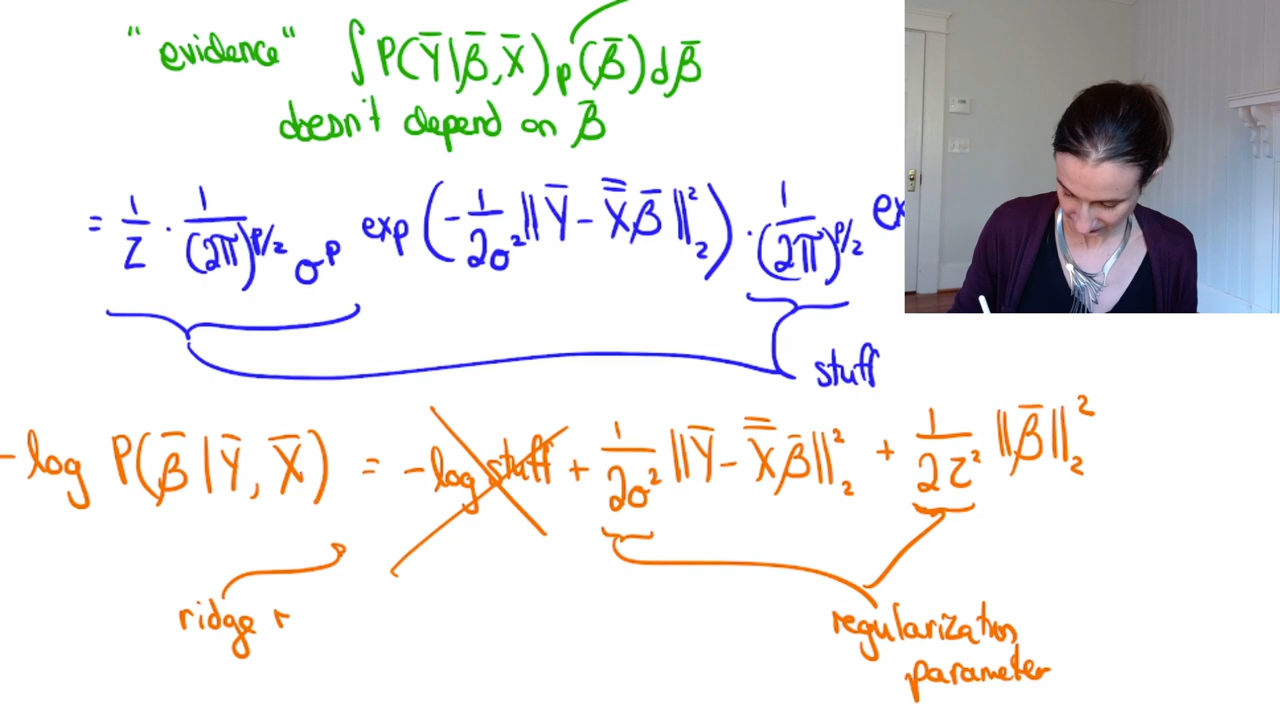 "evidence" ∫ P(Ȳ|β̄, X̄) p(β̄) dβ̄
doesn't depend on β̄
= 1/Z · 1/((2π)^{p/2} σ^p) exp(-1/(2σ²) ||Ȳ - X̿β̄||₂²) · 1/(2π)^{p/2} ex
stuff
-log P(β̄|Ȳ, X̄) = -log stuff + 1/(2σ²) ||Ȳ - X̿β̄||₂² + 1/(2τ²) ||β̄||₂²
ridge r
regularization
parameter